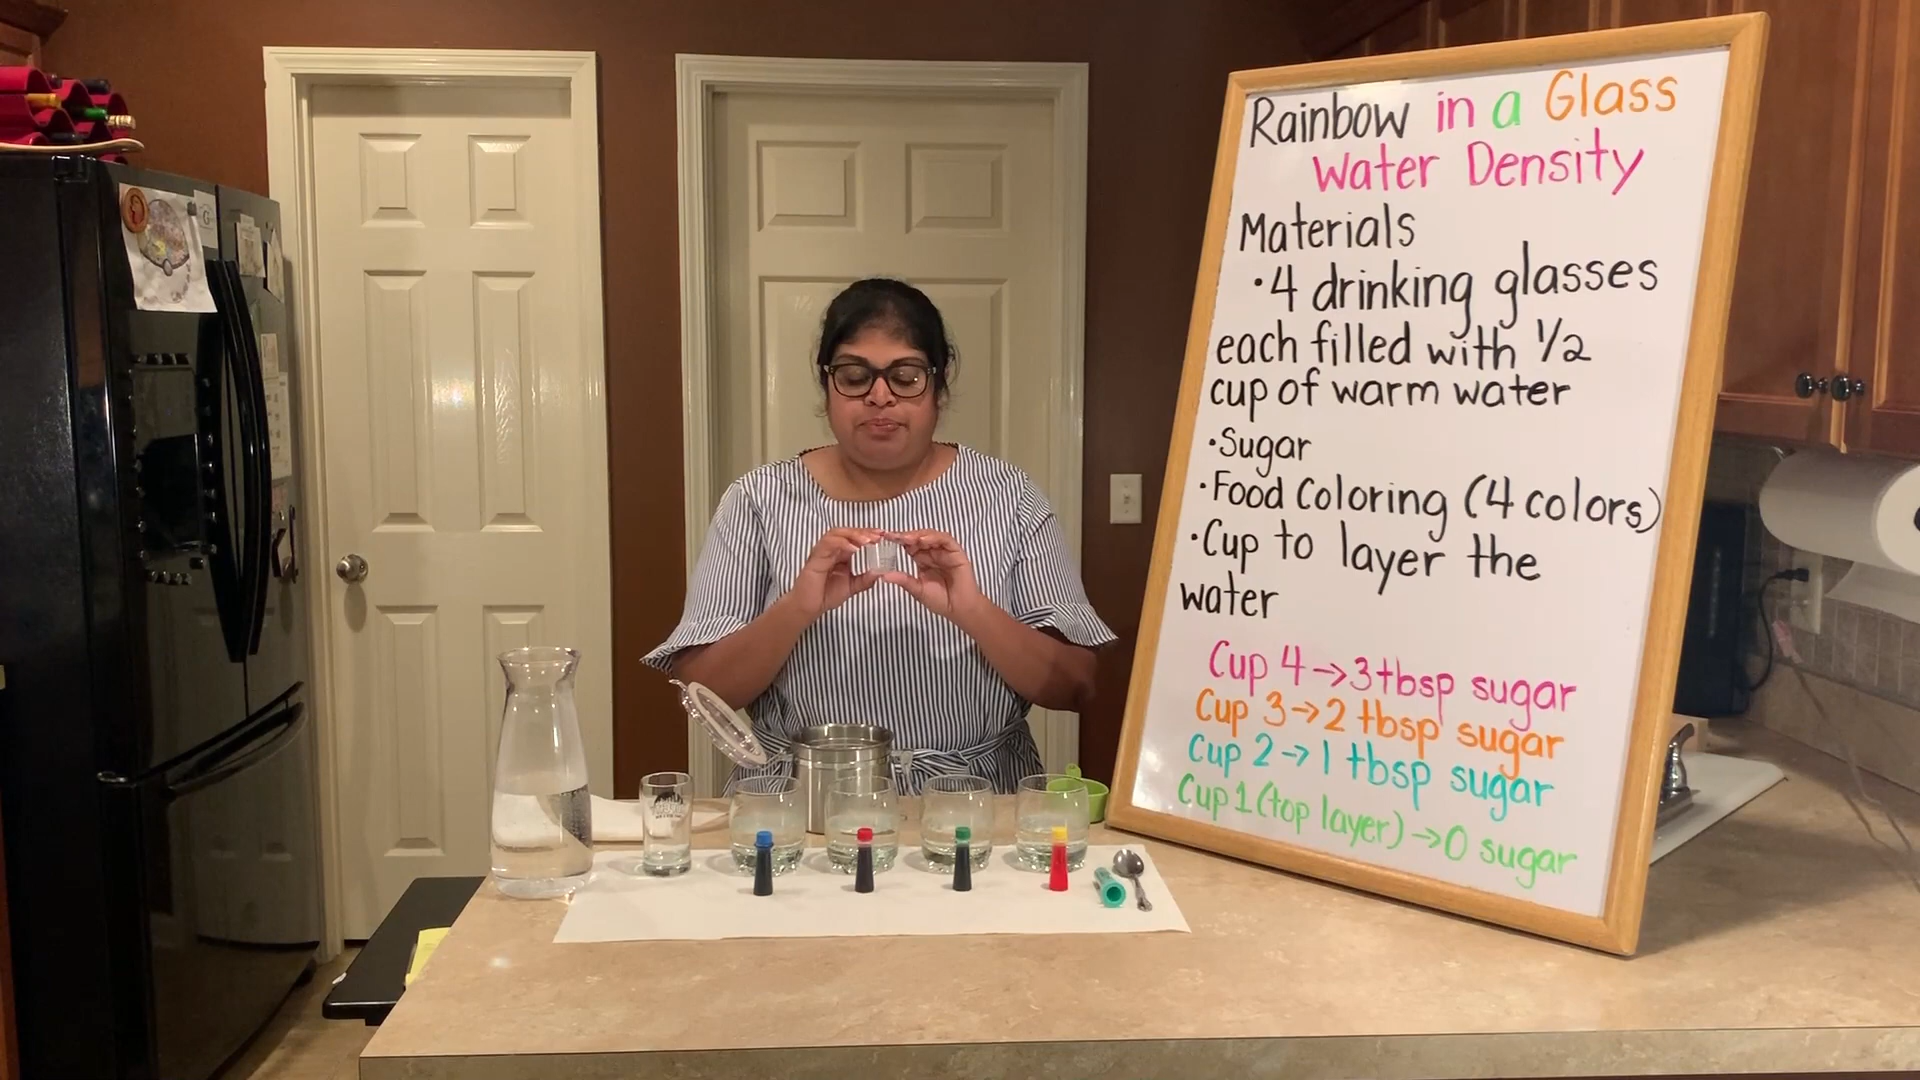 Rainbow in a Glass
Water Density
Materials
•4 drinking glasses
each filled with 1/2
cup of warm water
•Sugar
•Food Coloring (4 colors)
•Cup to layer the
water
Cup 4→3tbsp sugar
Cup 3→2 tbsp sugar
Cup 2→1 tbsp sugar
Cup 1 (top layer)→0 sugar